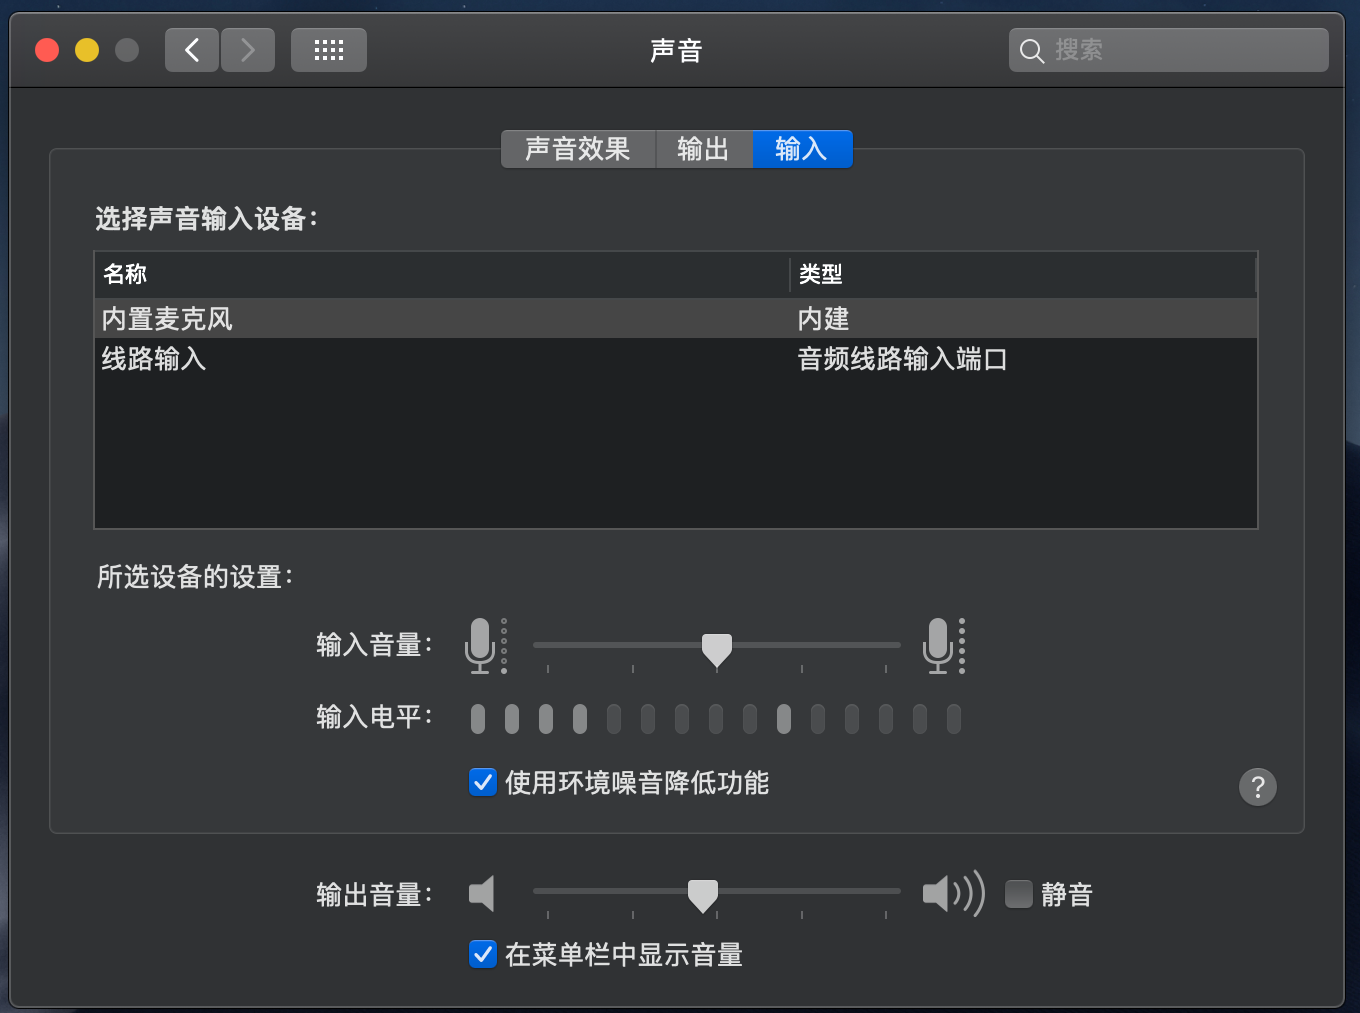 声音
搜索
声音效果 输出 输入
选择声音输入设备：
名称 类型
内置麦克风 内建
线路输入 音频线路输入端口
所选设备的设置：
输入音量：
输入电平：
使用环境噪音降低功能
?
输出音量： 静音
在菜单栏中显示音量